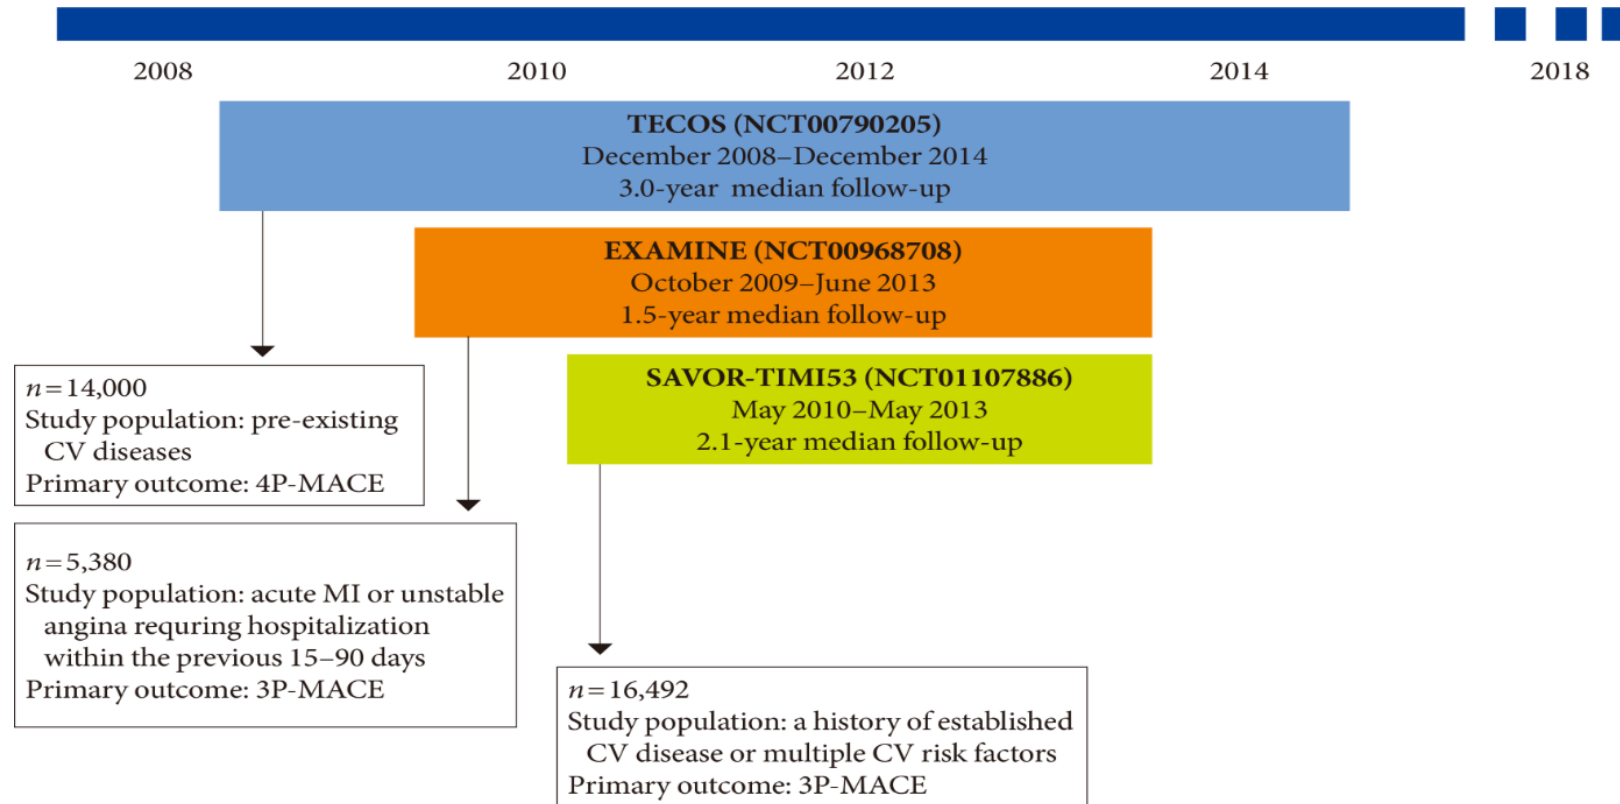 2008 2010 2012 2014 2018
TECOS (NCT00790205)
December 2008–December 2014
3.0-year median follow-up
EXAMINE (NCT00968708)
October 2009–June 2013
1.5-year median follow-up
SAVOR-TIMI53 (NCT01107886)
May 2010–May 2013
2.1-year median follow-up
n=14,000
Study population: pre-existing
CV diseases
Primary outcome: 4P-MACE
n=5,380
Study population: acute MI or unstable
angina requring hospitalization
within the previous 15–90 days
Primary outcome: 3P-MACE
n=16,492
Study population: a history of established
CV disease or multiple CV risk factors
Primary outcome: 3P-MACE